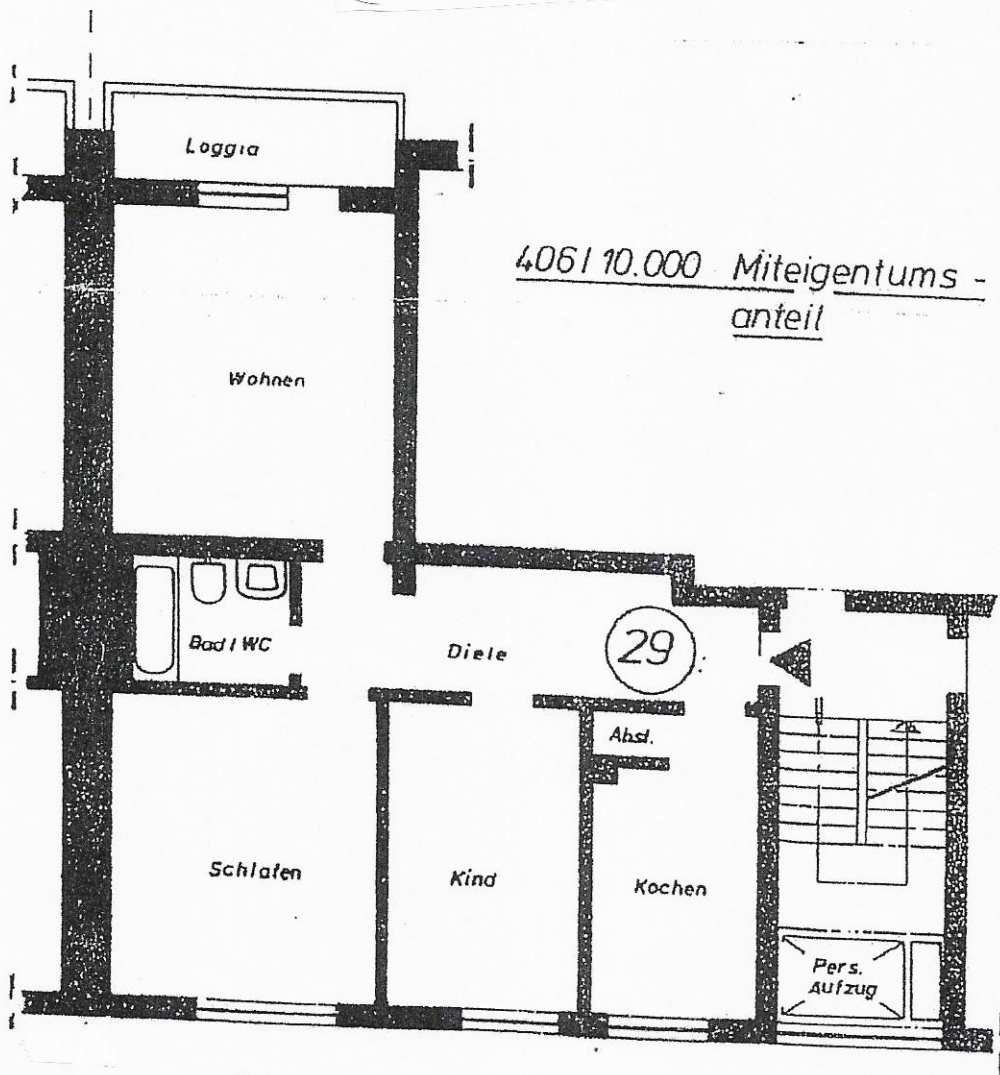 Loggia
406/10.000 Miteigentums-
anteil
Wohnen
Bad/WC
Diele
29
Abst.
Schlafen
Kind
Kochen
Pers.
Aufzug